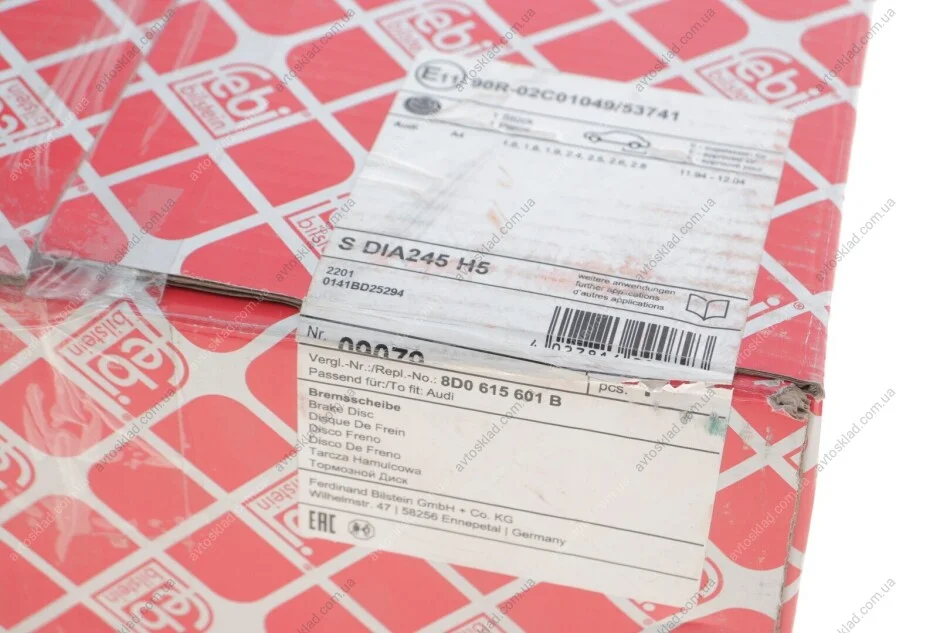 E11 90R-02C01049/53741
1 Stück
1 Piece
Audi A4
1.6, 1.8, 1.9, 2.4, 2.5, 2.6, 2.8
11.94 - 12.04
S DIA245 H5
2201
0141BD25294
weitere anwendungen
further applications
d'autres applications
Nr.
Vergl.-Nr.:/Repl.-No.: 8D0 615 601 B
Passend für:/To fit: Audi
pcs.
Bremsscheibe
Brake Disc
Disque De Frein
Disco Freno
Disco De Freno
Tarcza Hamulcowa
Тормозной Диск
Ferdinand Bilstein GmbH + Co. KG
Wilhelmstr. 47 | 58256 Ennepetal | Germany
EAC
febi
bilstein
avtosklad.com.ua